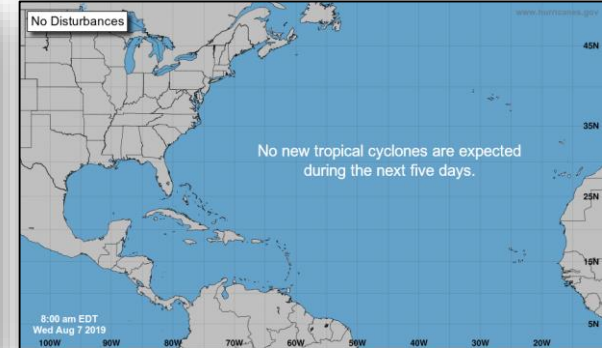 No Disturbances
www.hurricanes.gov
45N
No new tropical cyclones are expected
during the next five days.
35N
25N
15N
8:00 am EDT
Wed Aug 7 2019
5N
100W 90W 80W 70W 60W 50W 40W 30W 20W